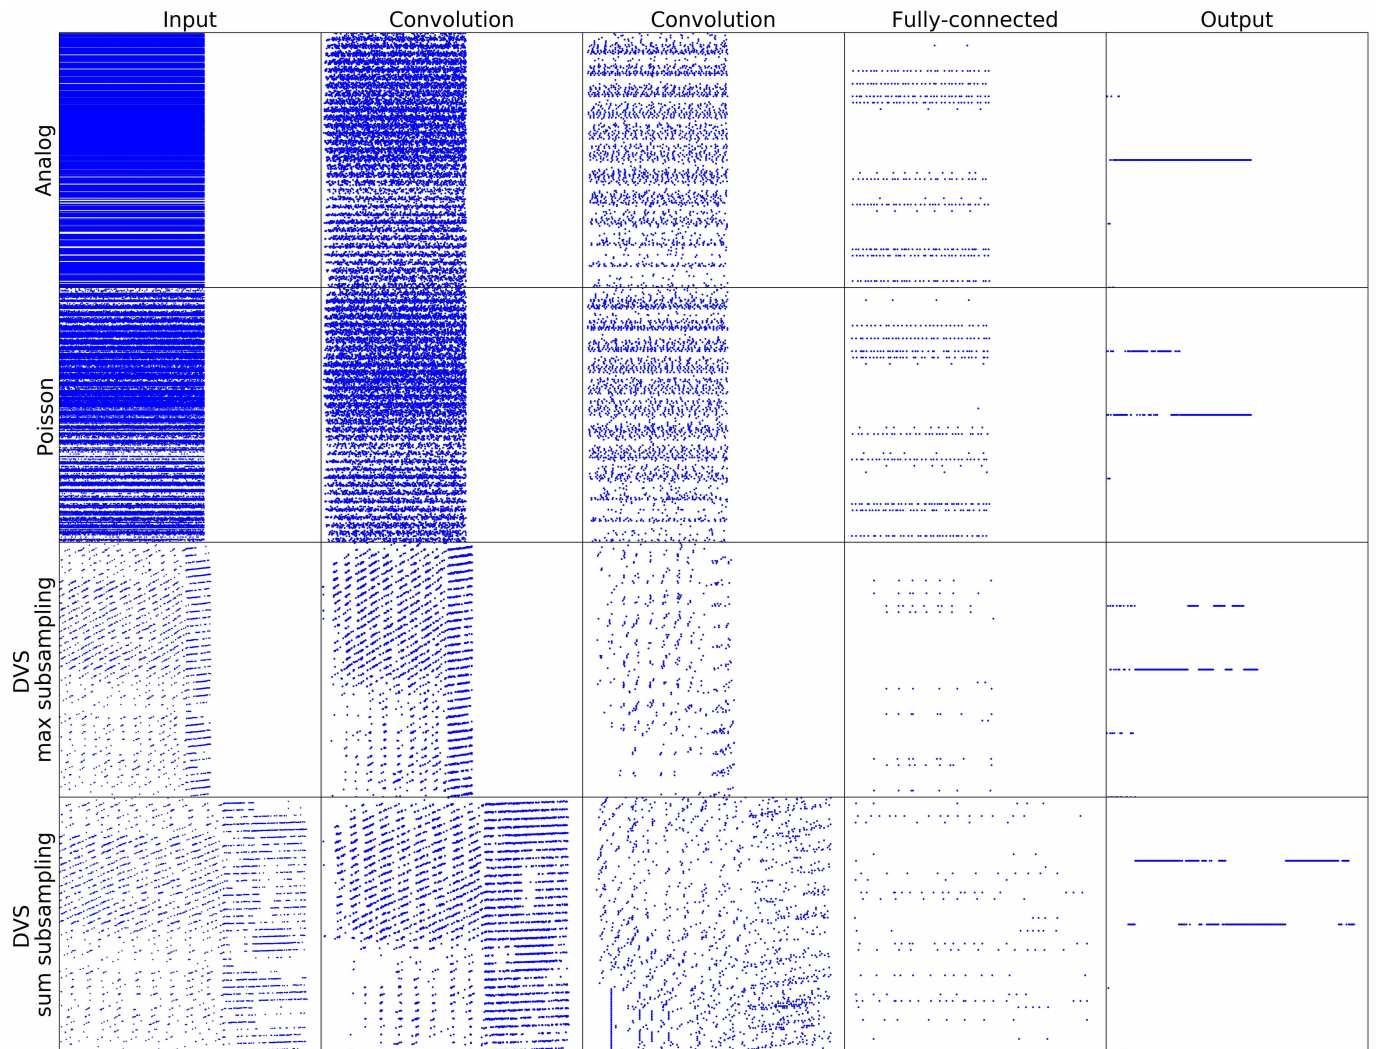 Input
Convolution
Convolution
Fully-connected
Output
Analog
Poisson
DVS
max subsampling
DVS
sum subsampling